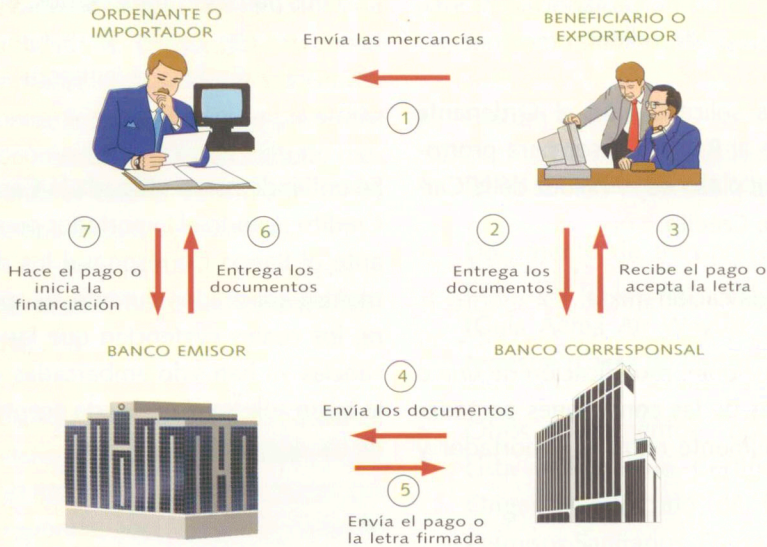 ORDENANTE O
IMPORTADOR
Envía las mercancías
1
BENEFICIARIO O
EXPORTADOR
7
Hace el pago o
inicia la
financiación
6
Entrega los
documentos
2
Entrega los
documentos
3
Recibe el pago o
acepta la letra
BANCO EMISOR
BANCO CORRESPONSAL
4
Envía los documentos
5
Envía el pago o
la letra firmada